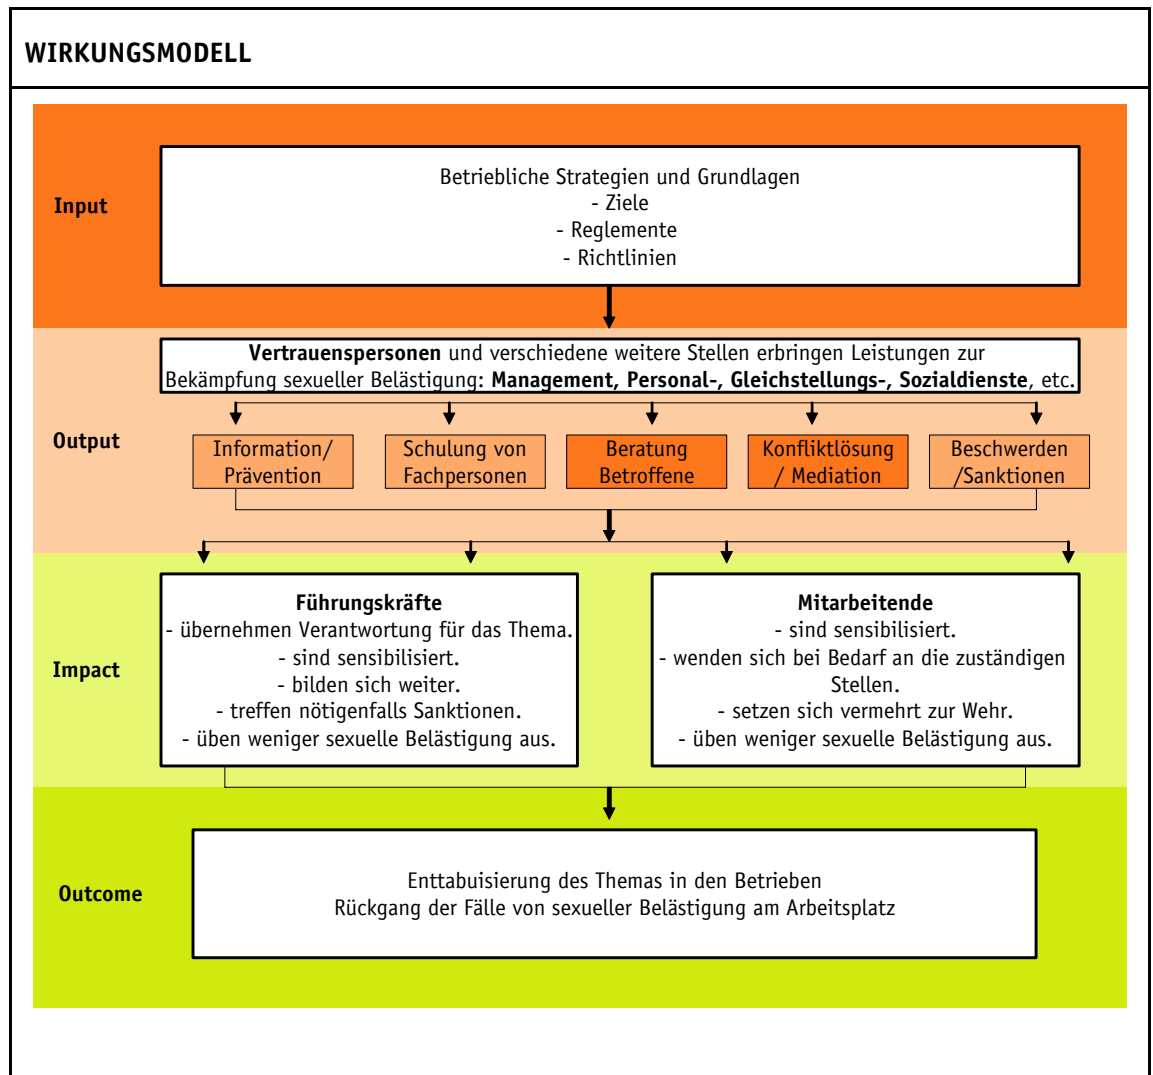 WIRKUNGSMODELL
Input
Betriebliche Strategien und Grundlagen
- Ziele
- Reglemente
- Richtlinien
Output
Vertrauenspersonen und verschiedene weitere Stellen erbringen Leistungen zur
Bekämpfung sexueller Belästigung: Management, Personal-, Gleichstellungs-, Sozialdienste, etc.
Information/
Prävention
Schulung von
Fachpersonen
Beratung
Betroffene
Konfliktlösung
/ Mediation
Beschwerden
/Sanktionen
Impact
Führungskräfte
- übernehmen Verantwortung für das Thema.
- sind sensibilisiert.
- bilden sich weiter.
- treffen nötigenfalls Sanktionen.
- üben weniger sexuelle Belästigung aus.
Mitarbeitende
- sind sensibilisiert.
- wenden sich bei Bedarf an die zuständigen
Stellen.
- setzen sich vermehrt zur Wehr.
- üben weniger sexuelle Belästigung aus.
Outcome
Enttabuisierung des Themas in den Betrieben
Rückgang der Fälle von sexueller Belästigung am Arbeitsplatz